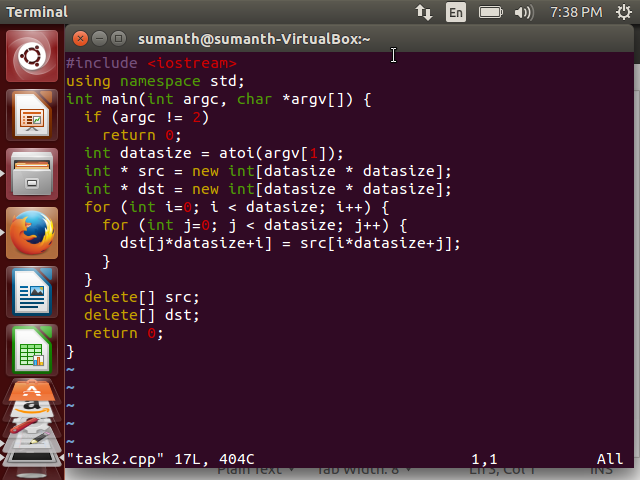 Terminal
En
7:38 PM
sumanth@sumanth-VirtualBox:~
#include <iostream>
using namespace std;
int main(int argc, char *argv[]) {
  if (argc != 2)
    return 0;
  int datasize = atoi(argv[1]);
  int * src = new int[datasize * datasize];
  int * dst = new int[datasize * datasize];
  for (int i=0; i < datasize; i++) {
    for (int j=0; j < datasize; j++) {
      dst[j*datasize+i] = src[i*datasize+j];
    }
  }
  delete[] src;
  delete[] dst;
  return 0;
}
~
~
~
~
~
"task2.cpp" 17L, 404C 1,1 All
Plain Text Tab Width: 8 Ln 5, Col 1 INS